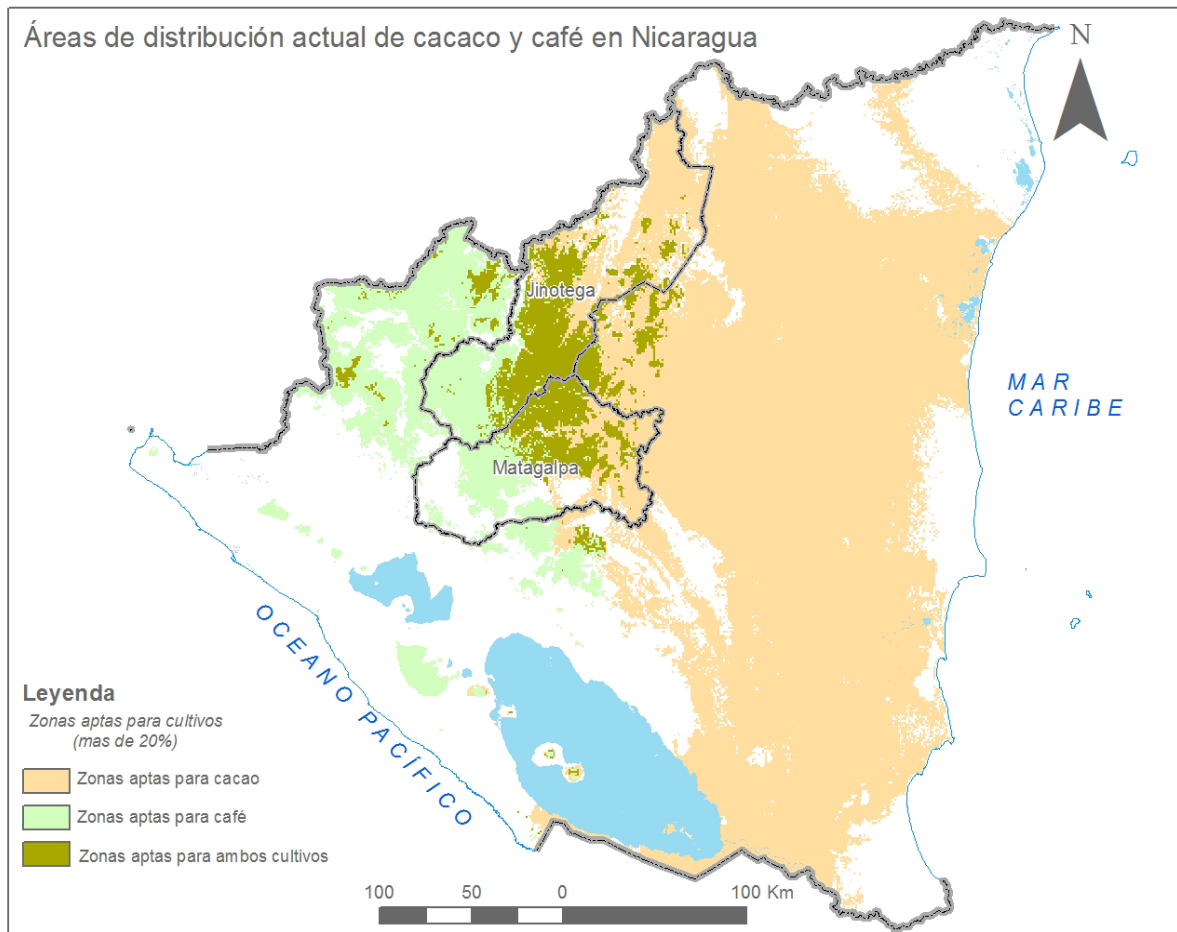 Áreas de distribución actual de cacaco y café en Nicaragua
N
Jinotega
MAR
CARIBE
Matagalpa
OCEANO PACÍFICO
Leyenda
Zonas aptas para cultivos
(mas de 20%)
Zonas aptas para cacao
Zonas aptas para café
Zonas aptas para ambos cultivos
100 50 0 100 Km